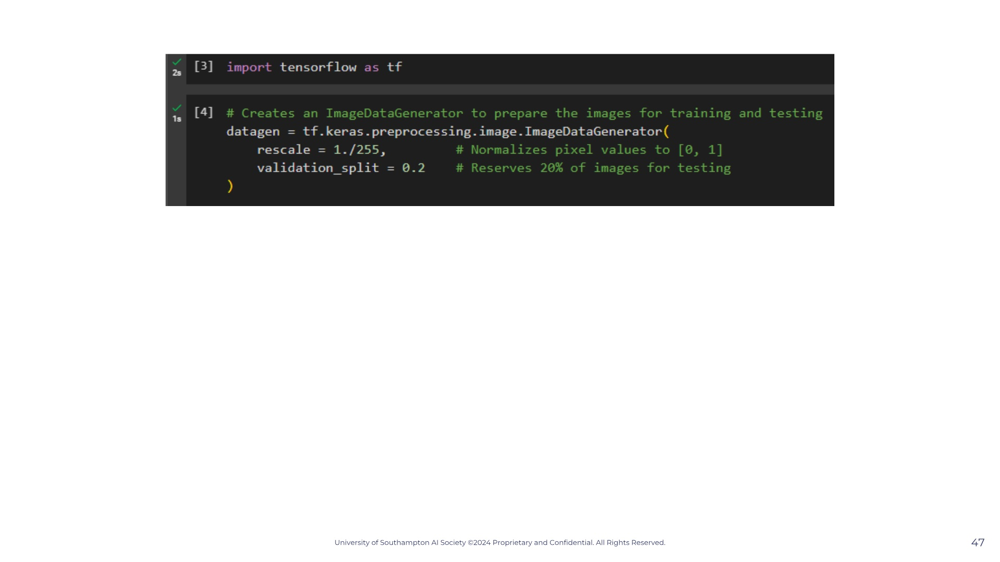 2s [3] import tensorflow as tf
1s [4] # Creates an ImageDataGenerator to prepare the images for training and testing
datagen = tf.keras.preprocessing.image.ImageDataGenerator(
    rescale = 1./255,         # Normalizes pixel values to [0, 1]
    validation_split = 0.2    # Reserves 20% of images for testing
)
University of Southampton AI Society ©2024 Proprietary and Confidential. All Rights Reserved.
47